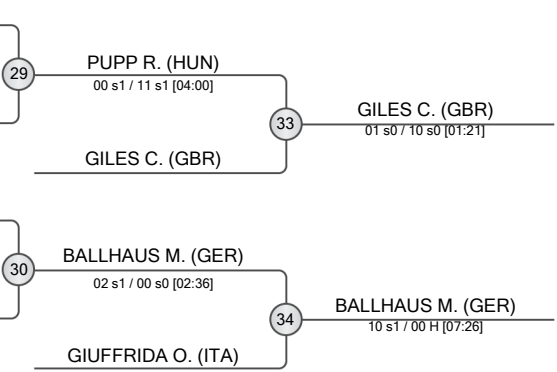 29
PUPP R. (HUN)
00 s1 / 11 s1 [04:00]
33
GILES C. (GBR)
01 s0 / 10 s0 [01:21]
GILES C. (GBR)
30
BALLHAUS M. (GER)
02 s1 / 00 s0 [02:36]
34
BALLHAUS M. (GER)
10 s1 / 00 H [07:26]
GIUFFRIDA O. (ITA)